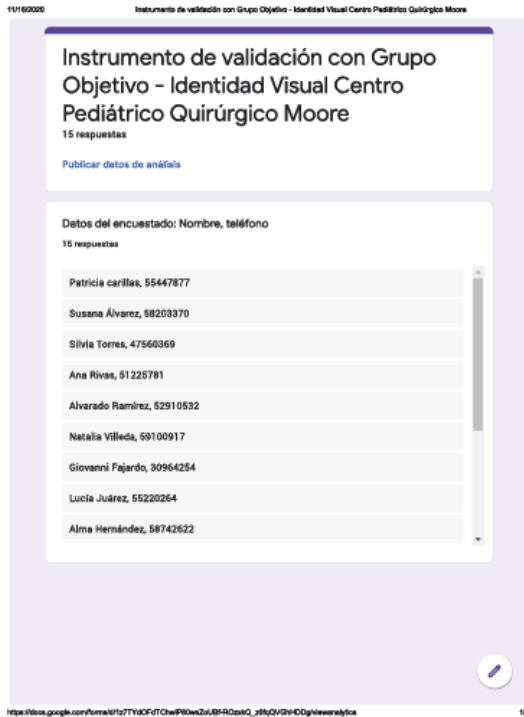 11/16/2020 Instrumento de validación con Grupo Objetivo - Identidad Visual Centro Pediátrico Quirúrgico Moore
Instrumento de validación con Grupo
Objetivo - Identidad Visual Centro
Pediátrico Quirúrgico Moore
15 respuestas
Publicar datos de análisis
Datos del encuestado: Nombre, teléfono
15 respuestas
Patricia carillas, 55447877
Susana Álvarez, 58203370
Silvia Torres, 47560369
Ana Rivas, 51225781
Alvarado Ramírez, 52910532
Natalia Villeda, 59100917
Giovanni Fajardo, 30964254
Lucía Juárez, 55220264
Alma Hernández, 58742622